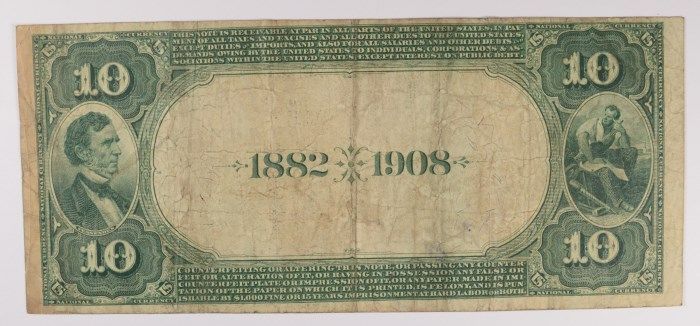 NATIONAL CURRENCY
THIS NOTE IS RECEIVABLE AT PAR IN ALL PARTS OF THE UNITED STATES, IN PAY-
MENT OF ALL TAXES AND EXCISES AND ALL OTHER DUES TO THE UNITED STATES
EXCEPT DUTIES ON IMPORTS, AND ALSO FOR ALL SALARIES AND OTHER DEBTS &
DEMANDS OWING BY THE UNITED STATES TO INDIVIDUALS, CORPORATIONS & AS-
SOCIATIONS WITHIN THE UNITED STATES, EXCEPT INTEREST ON PUBLIC DEBT.
10 10
1882 1908
10 10
COUNTERFEITING OR ALTERING THIS NOTE, OR PASSING ANY COUNTER
FEIT OR ALTERATION OF IT, OR HAVING IN POSSESSION ANY FALSE OR
COUNTERFEIT PLATE OR IMPRESSION OF IT, OR ANY PAPER MADE IN IMI
TATION OF THE PAPER ON WHICH IT IS PRINTED, IS FELONY, AND IS PUN
ISHABLE BY $1,000 FINE OR 15 YEARS IMPRISONMENT AT HARD LABOR OR BOTH.
NATIONAL CURRENCY